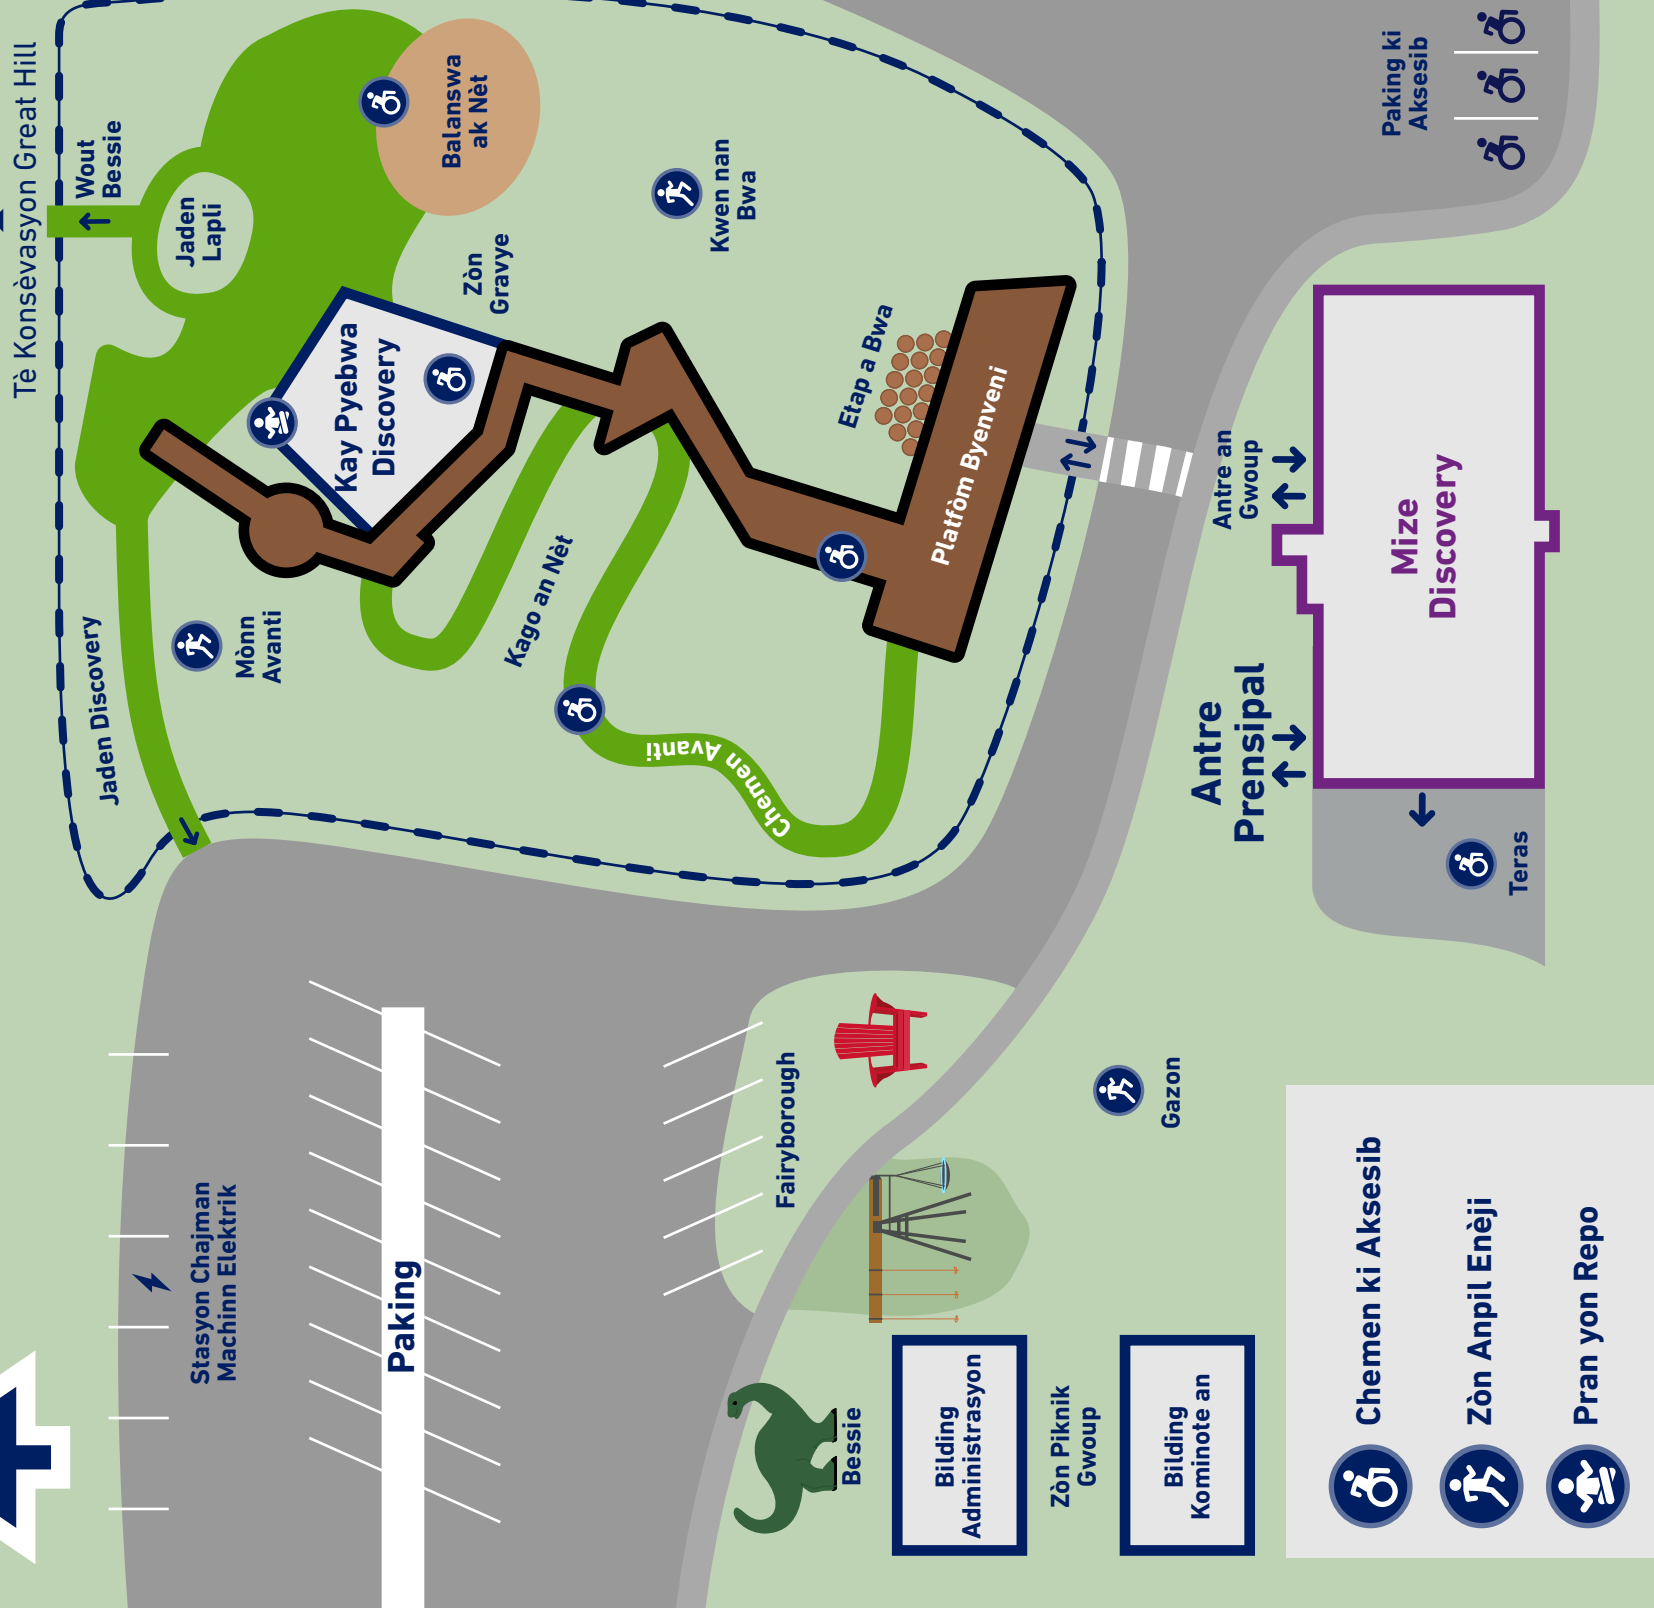 Tè Konsèvasyon Great Hill
Wout
Bessie
Jaden
Lapli
Balanswa
ak Nèt
Zòn
Gravye
Kwen nan
Bwa
Kay Pyebwa
Discovery
Etap a Bwa
Platfòm Byenveni
Jaden Discovery
Mònn
Avanti
Kago an Nèt
Chemen Avanti
Paking ki
Aksesib
Antre an
Gwoup
Mize
Discovery
Antre
Prensipal
Teras
Stasyon Chajman
Machinn Elektrik
Paking
Fairyborough
Gazon
Bessie
Bilding
Administrasyon
Zòn Piknik
Gwoup
Bilding
Kominote an
Chemen ki Aksesib
Zòn Anpil Enèji
Pran yon Repo